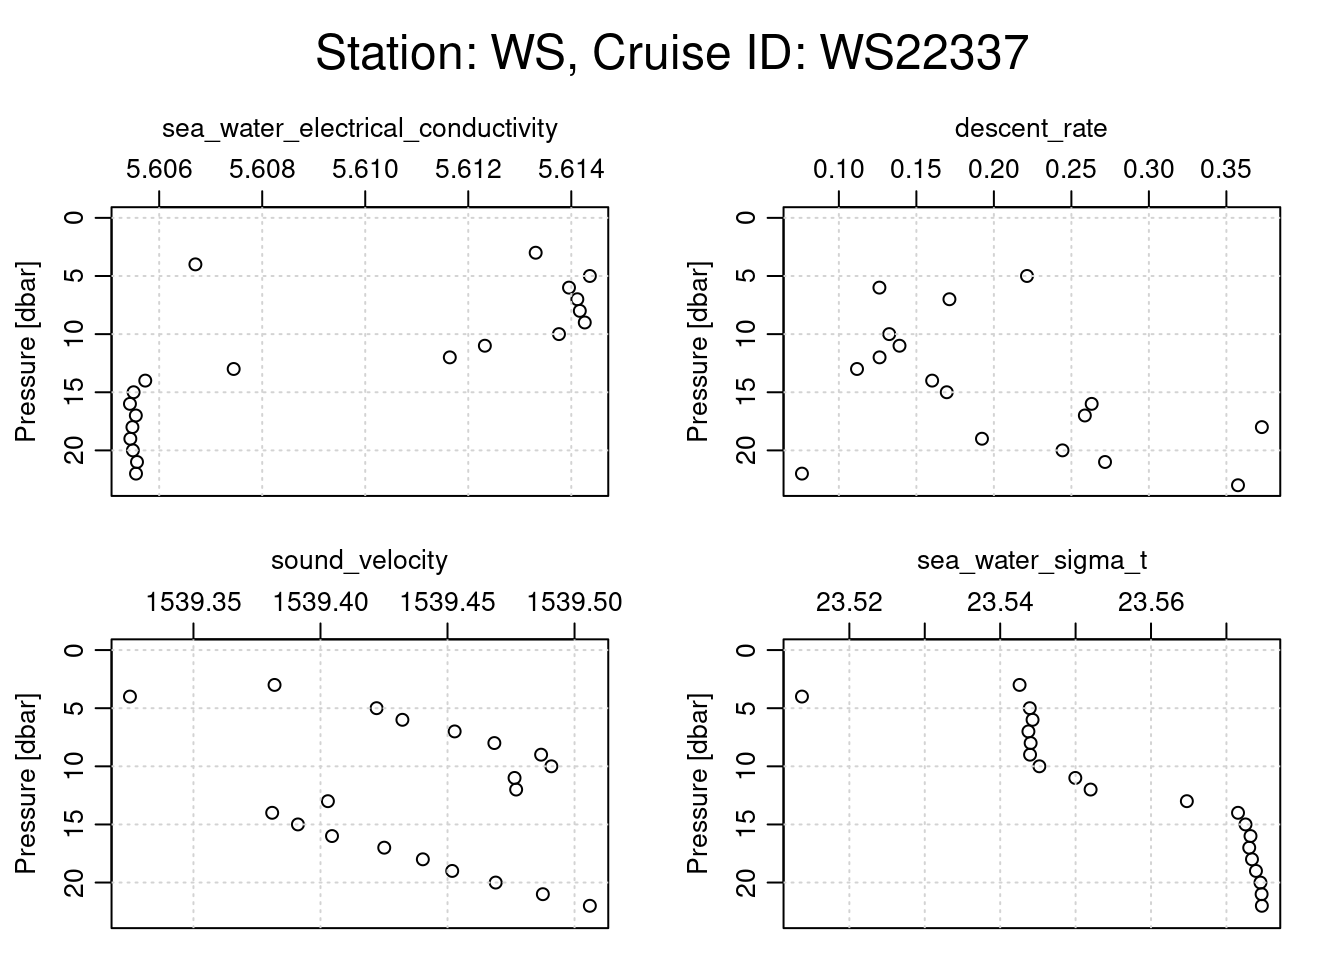 Station: WS, Cruise ID: WS22337
sea_water_electrical_conductivity
5.606 5.608 5.610 5.612 5.614
Pressure [dbar]
0
5
10
15
20
descent_rate
0.10 0.15 0.20 0.25 0.30 0.35
Pressure [dbar]
0
5
10
15
20
sound_velocity
1539.35 1539.40 1539.45 1539.50
Pressure [dbar]
0
5
10
15
20
sea_water_sigma_t
23.52 23.54 23.56
Pressure [dbar]
0
5
10
15
20